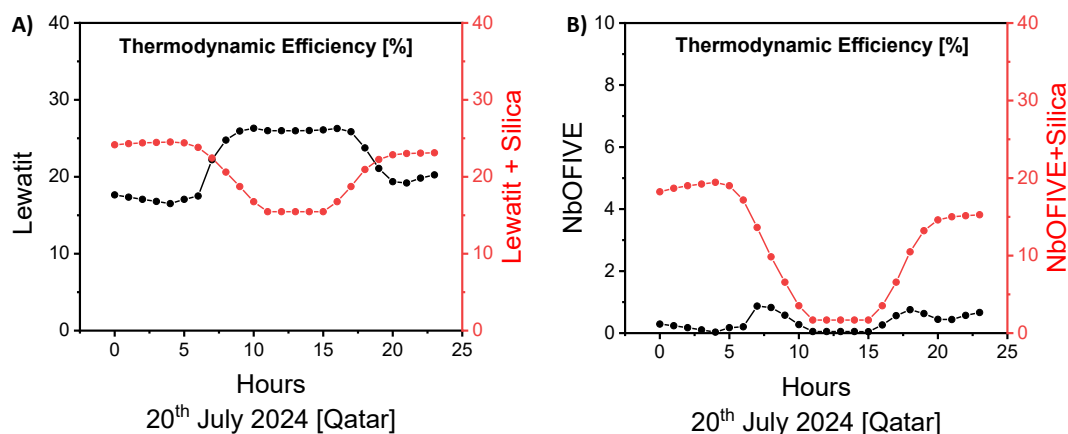 A)
Thermodynamic Efficiency [%]
40
30
20
10
0
Lewatit
40
30
20
10
0
Lewatit + Silica
0 5 10 15 20 25
Hours
20th July 2024 [Qatar]
B)
Thermodynamic Efficiency [%]
10
8
6
4
2
0
NbOFIVE
40
30
20
10
0
NbOFIVE+Silica
0 5 10 15 20 25
Hours
20th July 2024 [Qatar]